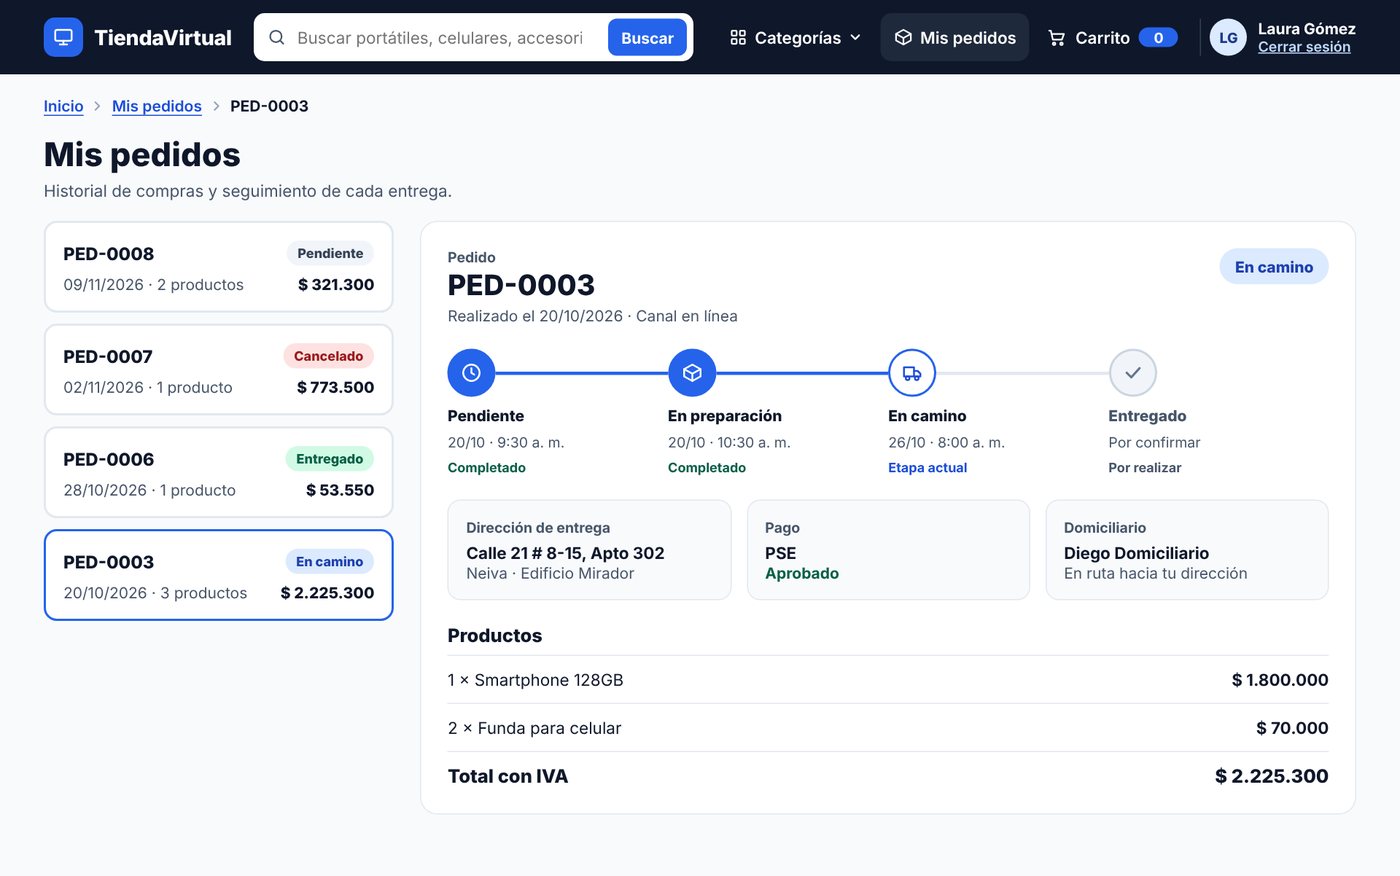 TiendaVirtual
Buscar portátiles, celulares, accesori
Buscar
Categorías
Mis pedidos
Carrito 0
LG
Laura Gómez
Cerrar sesión
Inicio > Mis pedidos > PED-0003
Mis pedidos
Historial de compras y seguimiento de cada entrega.
PED-0008 Pendiente
09/11/2026 · 2 productos $ 321.300
PED-0007 Cancelado
02/11/2026 · 1 producto $ 773.500
PED-0006 Entregado
28/10/2026 · 1 producto $ 53.550
PED-0003 En camino
20/10/2026 · 3 productos $ 2.225.300
Pedido
PED-0003
En camino
Realizado el 20/10/2026 · Canal en línea
Pendiente
20/10 · 9:30 a. m.
Completado
En preparación
20/10 · 10:30 a. m.
Completado
En camino
26/10 · 8:00 a. m.
Etapa actual
Entregado
Por confirmar
Por realizar
Dirección de entrega
Calle 21 # 8-15, Apto 302
Neiva · Edificio Mirador
Pago
PSE
Aprobado
Domiciliario
Diego Domiciliario
En ruta hacia tu dirección
Productos
1 × Smartphone 128GB $ 1.800.000
2 × Funda para celular $ 70.000
Total con IVA $ 2.225.300